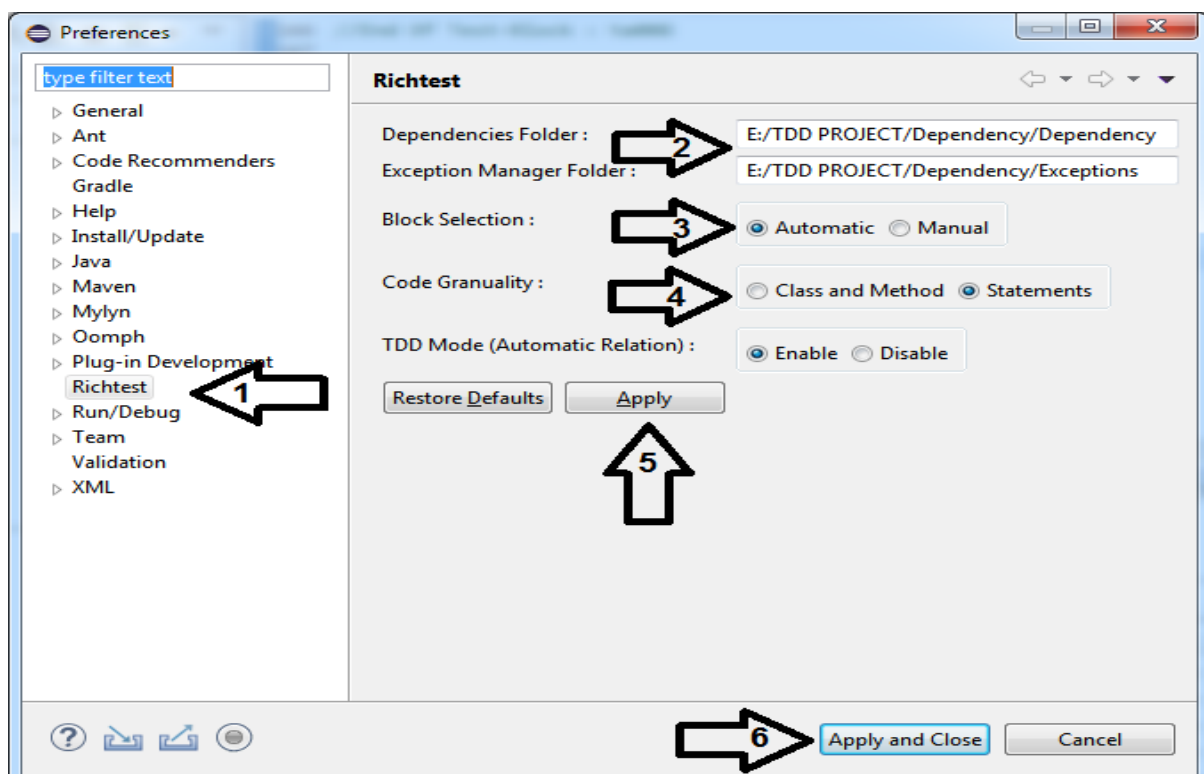 Preferences
type filter text
General
Ant
Code Recommenders
Gradle
Help
Install/Update
Java
Maven
Mylyn
Oomph
Plug-in Development
Richtest
Run/Debug
Team
Validation
XML
1
Richtest
Dependencies Folder :
2
E:/TDD PROJECT/Dependency/Dependency
Exception Manager Folder :
E:/TDD PROJECT/Dependency/Exceptions
Block Selection :
3
Automatic
Manual
Code Granuality :
4
Class and Method
Statements
TDD Mode (Automatic Relation) :
Enable
Disable
Restore Defaults
Apply
5
6
Apply and Close
Cancel